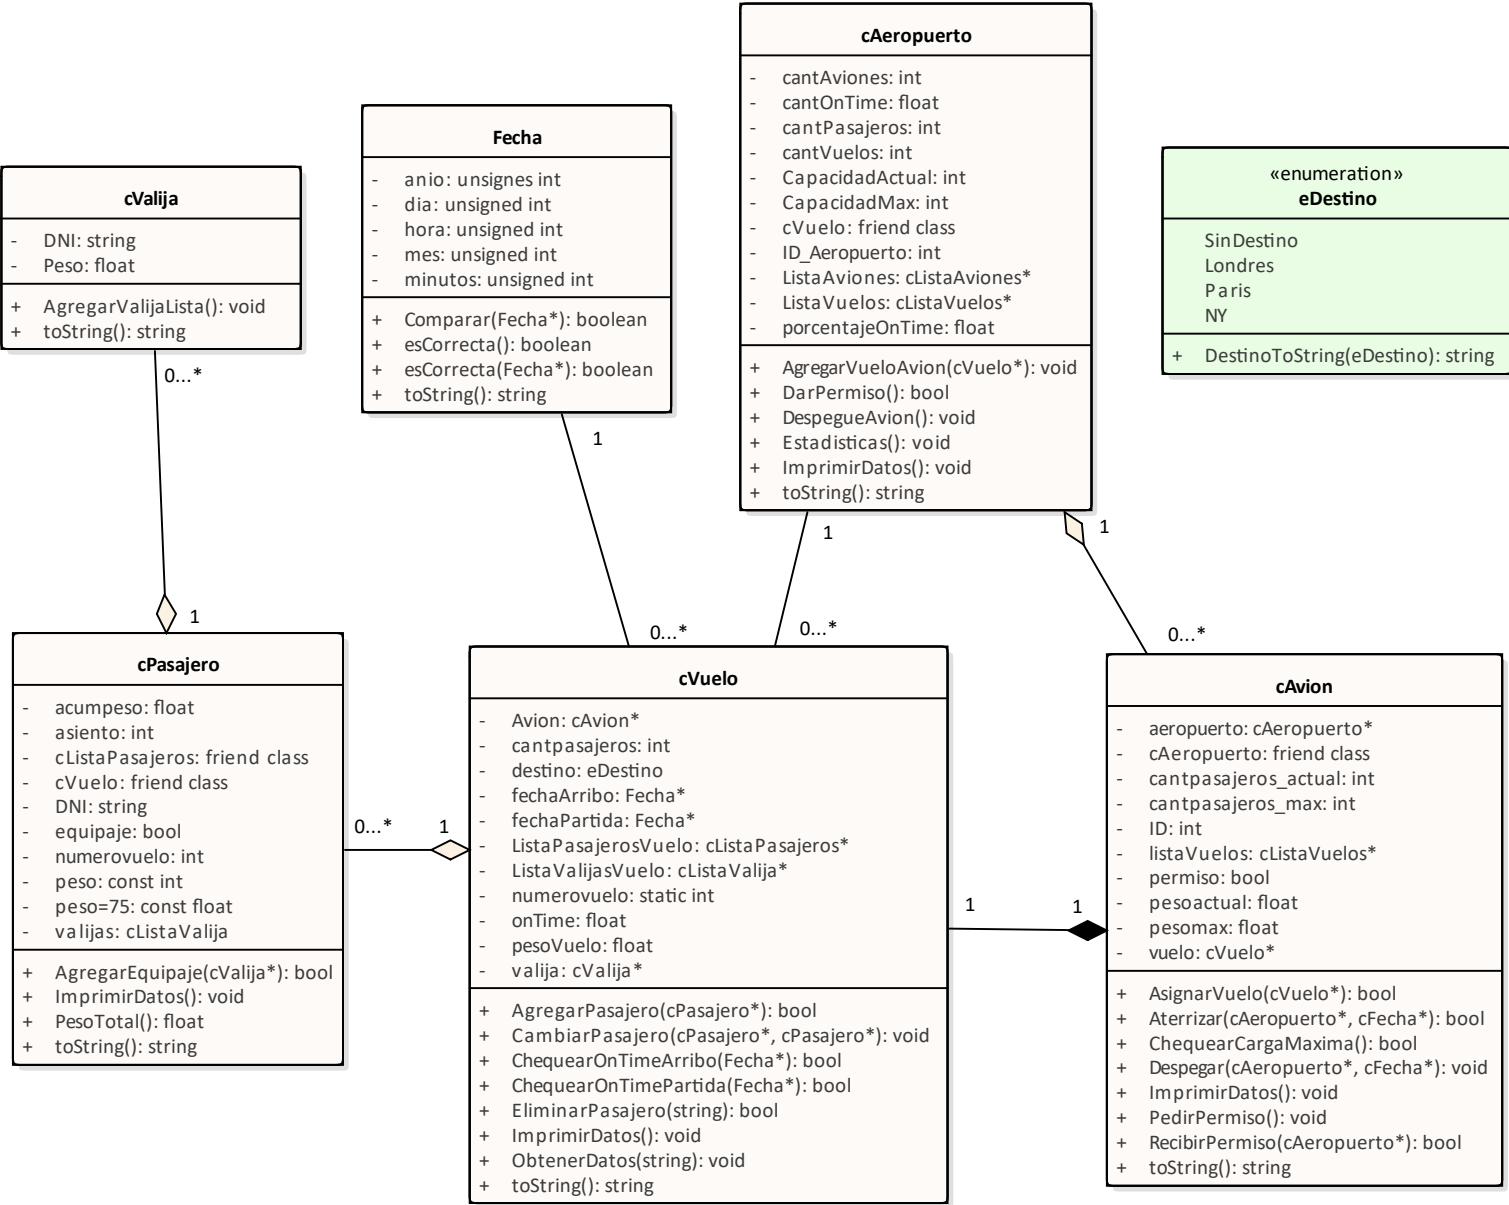 cAeropuerto
- cantAviones: int
- cantOnTime: float
- cantPasajeros: int
- cantVuelos: int
- CapacidadActual: int
- CapacidadMax: int
- cVuelo: friend class
- ID_Aeropuerto: int
- ListaAviones: cListaAviones*
- ListaVuelos: cListaVuelos*
- porcentajeOnTime: float
+ AgregarVueloAvion(cVuelo*): void
+ DarPermiso(): bool
+ DespegueAvion(): void
+ Estadisticas(): void
+ ImprimirDatos(): void
+ toString(): string
Fecha
- anio: unsignes int
- dia: unsigned int
- hora: unsigned int
- mes: unsigned int
- minutos: unsigned int
+ Comparar(Fecha*): boolean
+ esCorrecta(): boolean
+ esCorrecta(Fecha*): boolean
+ toString(): string
«enumeration»
eDestino
SinDestino
Londres
Paris
NY
+ DestinoToString(eDestino): string
cValija
- DNI: string
- Peso: float
+ AgregarValijaLista(): void
+ toString(): string
0...*
1
1
0...*
1
0...*
1
0...*
cPasajero
- acumpeso: float
- asiento: int
- cListaPasajeros: friend class
- cVuelo: friend class
- DNI: string
- equipaje: bool
- numerovuelo: int
- peso: const int
- peso=75: const float
- valijas: cListaValija
+ AgregarEquipaje(cValija*): bool
+ ImprimirDatos(): void
+ PesoTotal(): float
+ toString(): string
0...*
1
cVuelo
- Avion: cAvion*
- cantpasajeros: int
- destino: eDestino
- fechaArribo: Fecha*
- fechaPartida: Fecha*
- ListaPasajerosVuelo: cListaPasajeros*
- ListaValijasVuelo: cListaValija*
- numerovuelo: static int
- onTime: float
- pesoVuelo: float
- valija: cValija*
+ AgregarPasajero(cPasajero*): bool
+ CambiarPasajero(cPasajero*, cPasajero*): void
+ ChequearOnTimeArribo(Fecha*): bool
+ ChequearOnTimePartida(Fecha*): bool
+ EliminarPasajero(string): bool
+ ImprimirDatos(): void
+ ObtenerDatos(string): void
+ toString(): string
1
1
cAvion
- aeropuerto: cAeropuerto*
- cAeropuerto: friend class
- cantpasajeros_actual: int
- cantpasajeros_max: int
- ID: int
- listaVuelos: cListaVuelos*
- permiso: bool
- pesoactual: float
- pesomax: float
- vuelo: cVuelo*
+ AsignarVuelo(cVuelo*): bool
+ Aterrizar(cAeropuerto*, cFecha*): bool
+ ChequearCargaMaxima(): bool
+ Despegar(cAeropuerto*, cFecha*): void
+ ImprimirDatos(): void
+ PedirPermiso(): void
+ RecibirPermiso(cAeropuerto*): bool
+ toString(): string